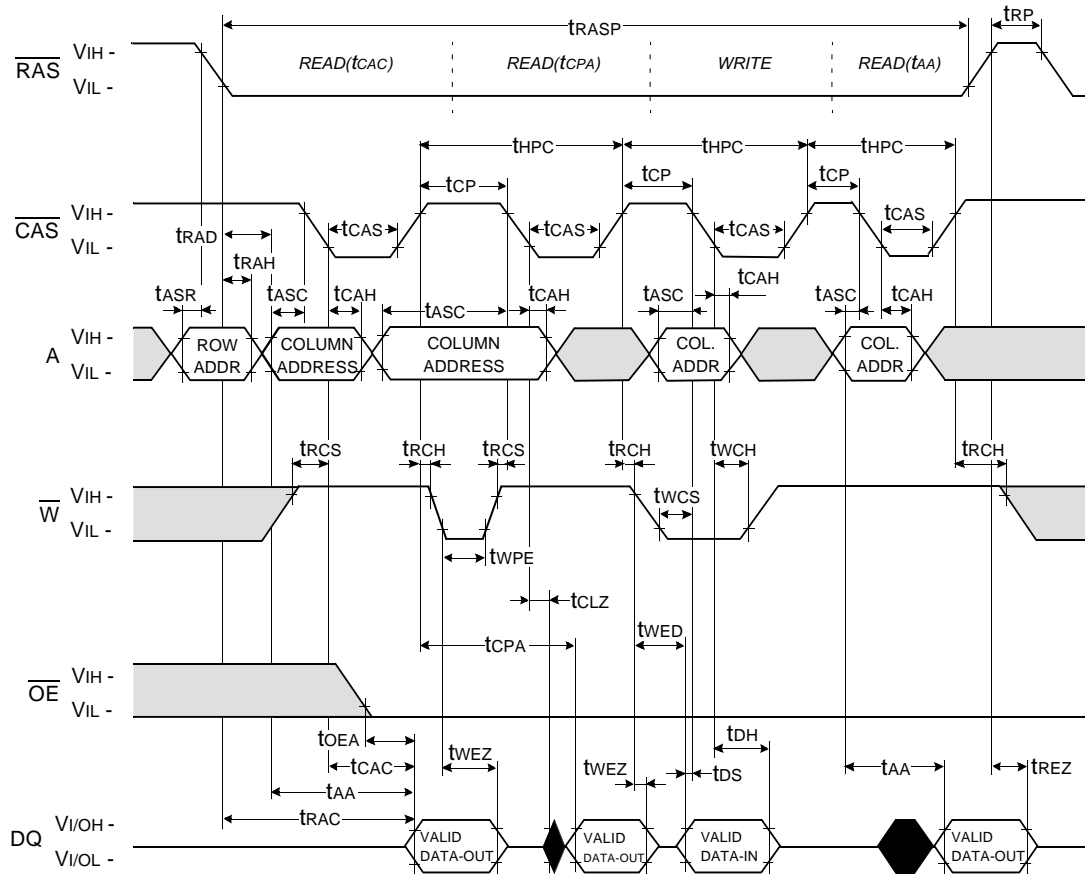 tRASP
tRP
RAS
VIH -
VIL -
READ(tCAC)
READ(tCPA)
WRITE
READ(tAA)
tHPC
tHPC
tHPC
tCP
tCP
tCP
CAS
VIH -
VIL -
tCAS
tCAS
tCAS
tCAS
tRAD
tRAH
tASR
tASC
tCAH
tASC
tCAH
tASC
tCAH
tASC
tCAH
A
VIH -
VIL -
ROW
ADDR
COLUMN
ADDRESS
COLUMN
ADDRESS
COL.
ADDR
COL.
ADDR
tRCS
tRCH
tRCS
tRCH
tWCH
tRCH
W
VIH -
VIL -
tWCS
tWPE
tCLZ
tCPA
tWED
OE
VIH -
VIL -
tOEA
tCAC
tAA
tRAC
tWEZ
tWEZ
tDH
tDS
tAA
tREZ
DQ
VI/OH -
VI/OL -
VALID
DATA-OUT
VALID
DATA-OUT
VALID
DATA-IN
VALID
DATA-OUT